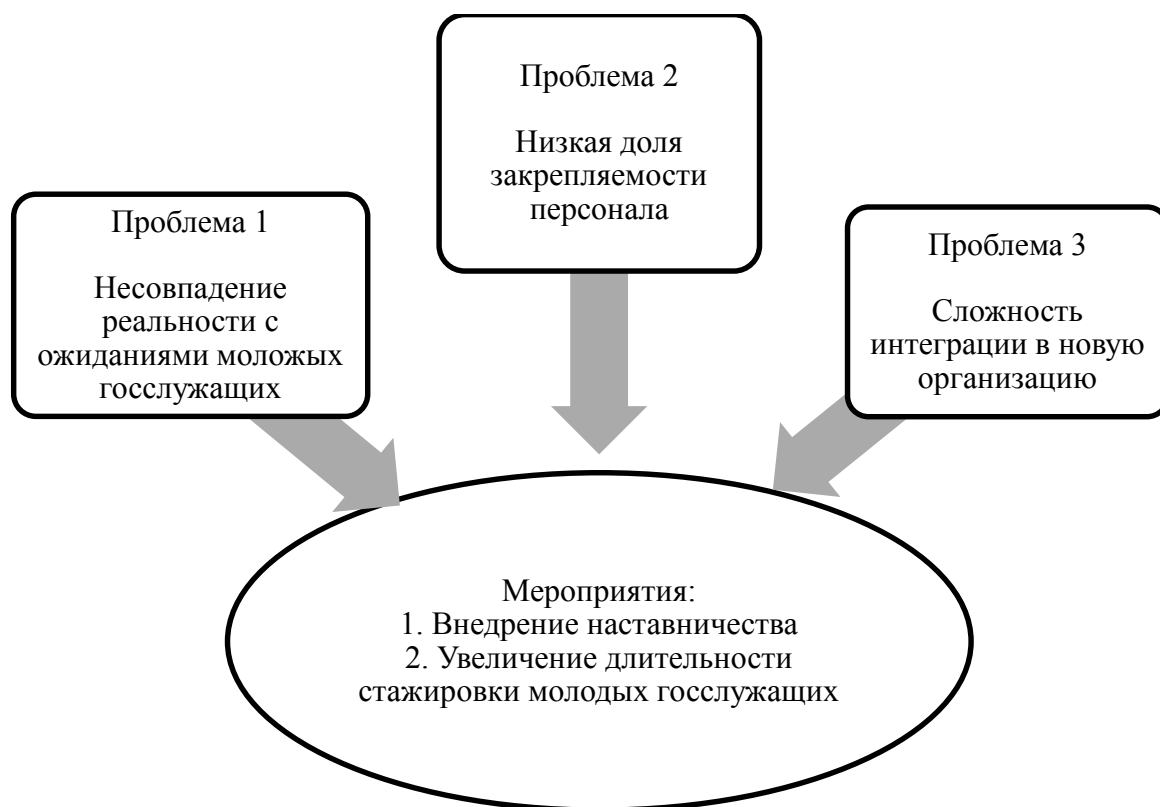 Проблема 1
Несовпадение
реальности с
ожиданиями моложых
госслужащих
Проблема 2
Низкая доля
закрепляемости
персонала
Проблема 3
Сложность
интеграции в новую
организацию
Мероприятия:
1. Внедрение наставничества
2. Увеличение длительности
стажировки молодых госслужащих